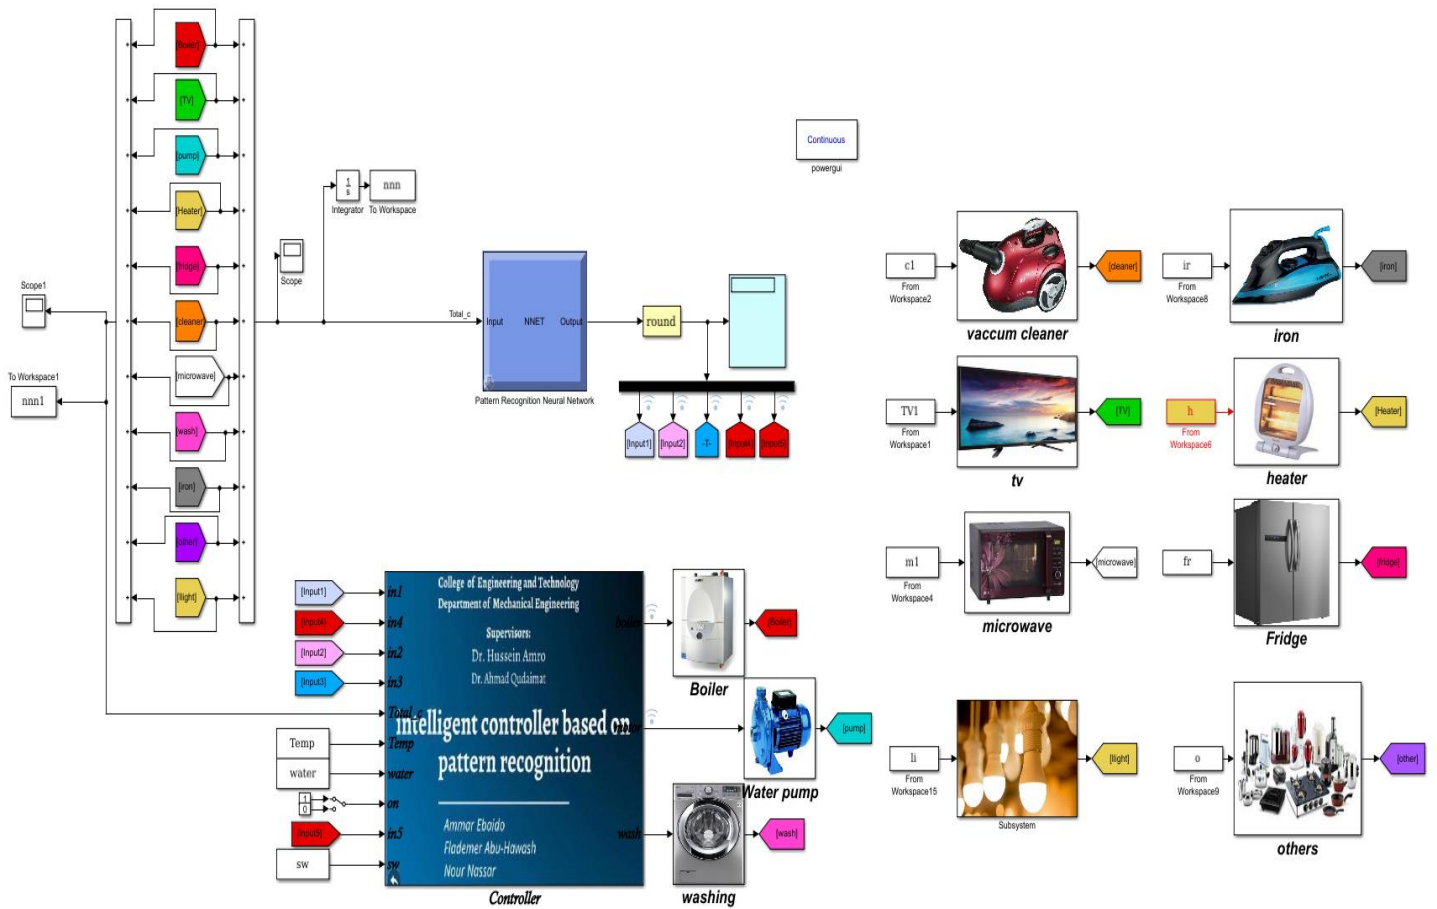 [Boiler]
[TV]
[pump]
[Heater]
[fridge]
[cleaner]
[microwave]
[wash]
[iron]
[other]
[llight]
Scope1
To Workspace1
nnn1
Scope
1
s
Integrator
nnn
To Workspace
Continuous
powergui
Total_c
Input NNET Output
Pattern Recognition Neural Network
round
[Input1] [Input2] -T- [Input4] [Input5]
c1
From
Workspace2
vaccum cleaner
[cleaner]
ir
From
Workspace8
iron
[iron]
TV1
From
Workspace1
tv
[TV]
h
From
Workspace6
heater
[Heater]
m1
From
Workspace4
microwave
[microwave]
fr
Fridge
[fridge]
li
From
Workspace15
Subsystem
[llight]
o
From
Workspace9
others
[other]
[Input1]
[Input4]
[Input2]
[Input3]
Temp
water
1
0
[Input5]
sw
in1
in4
in2
in3
Total_c
Temp
water
on
in5
sw
College of Engineering and Technology
Department of Mechanical Engineering
Supervisors:
Dr. Hussein Amro
Dr. Ahmad Qudaimat
intelligent controller based on
pattern recognition
Ammar Ebaido
Flademer Abu-Hawash
Nour Nassar
Controller
boiler
wash
Boiler
[Boiler]
Water pump
[pump]
washing
[wash]